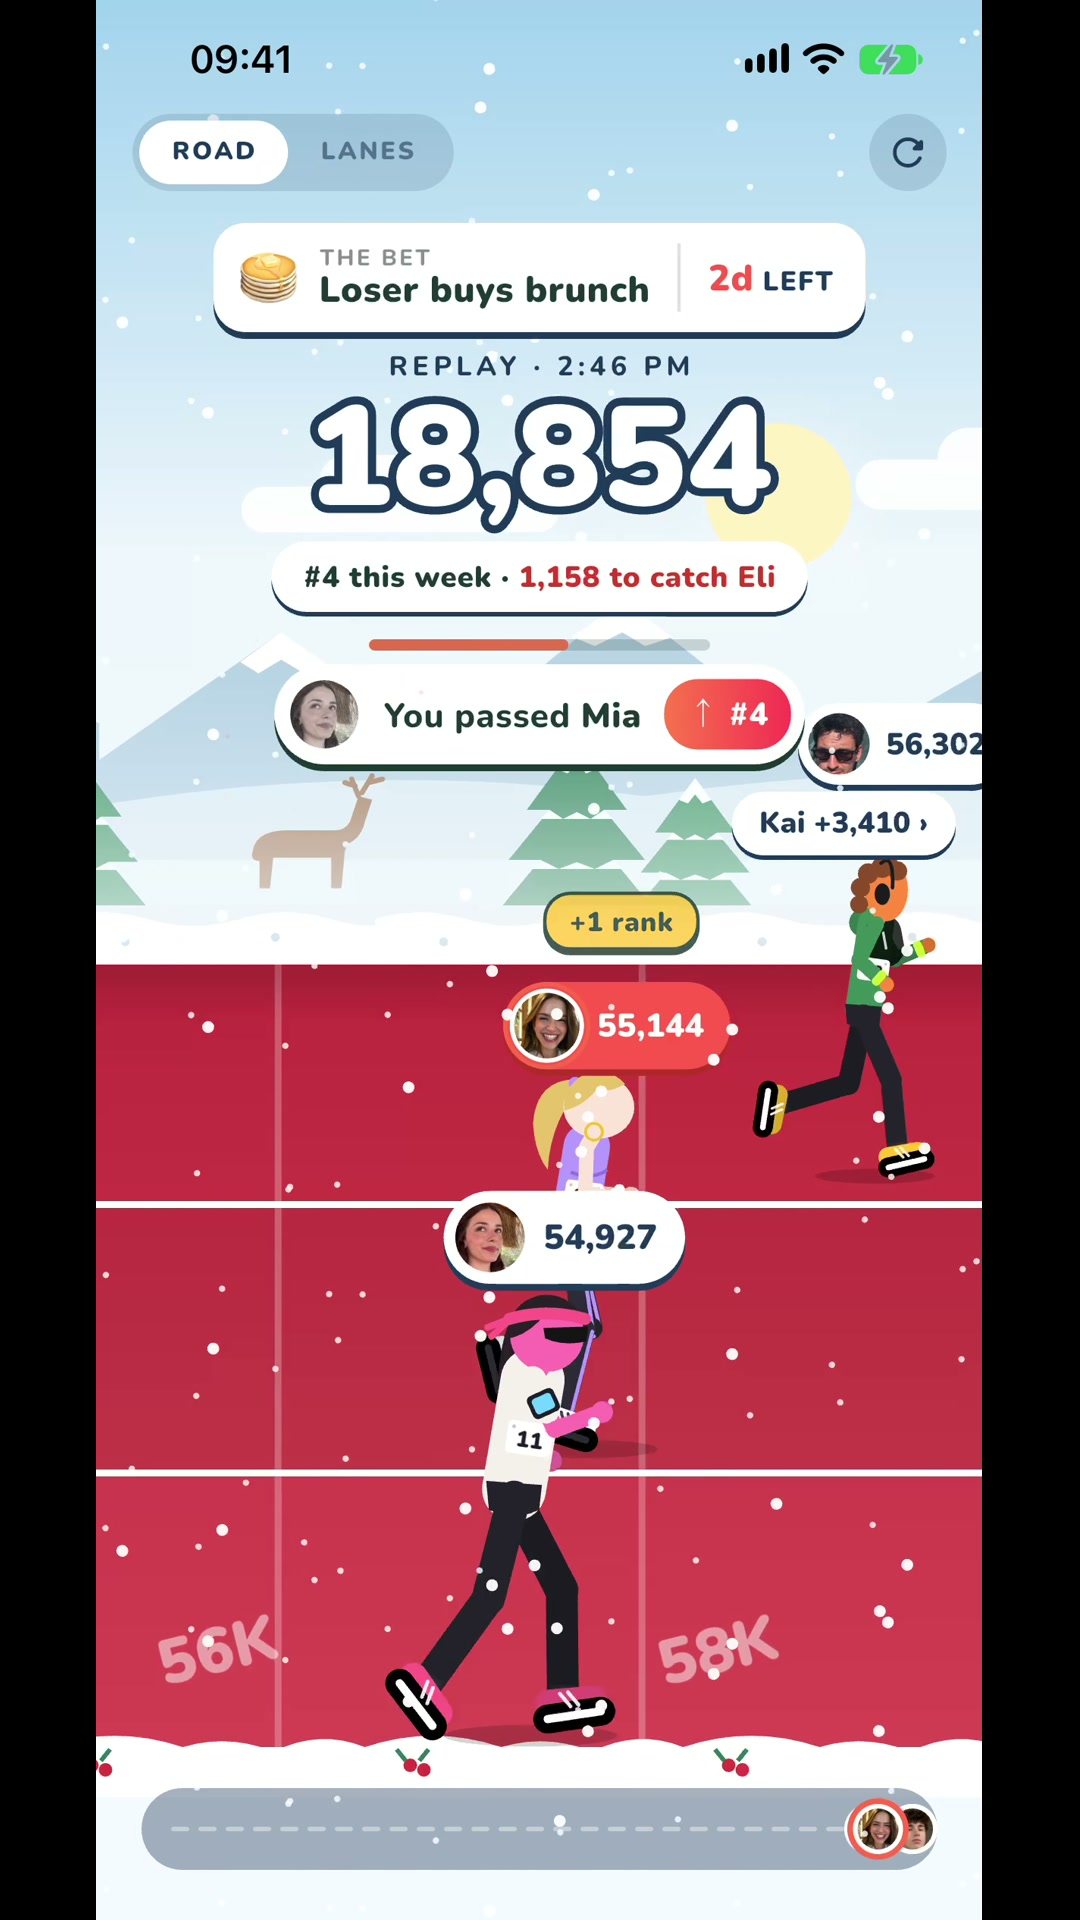 09:41
ROAD LANES
THE BET
Loser buys brunch
2d LEFT
REPLAY · 2:46 PM
18,854
#4 this week · 1,158 to catch Eli
You passed Mia
↑ #4
56,302
Kai +3,410 ›
+1 rank
55,144
54,927
11
56K
58K